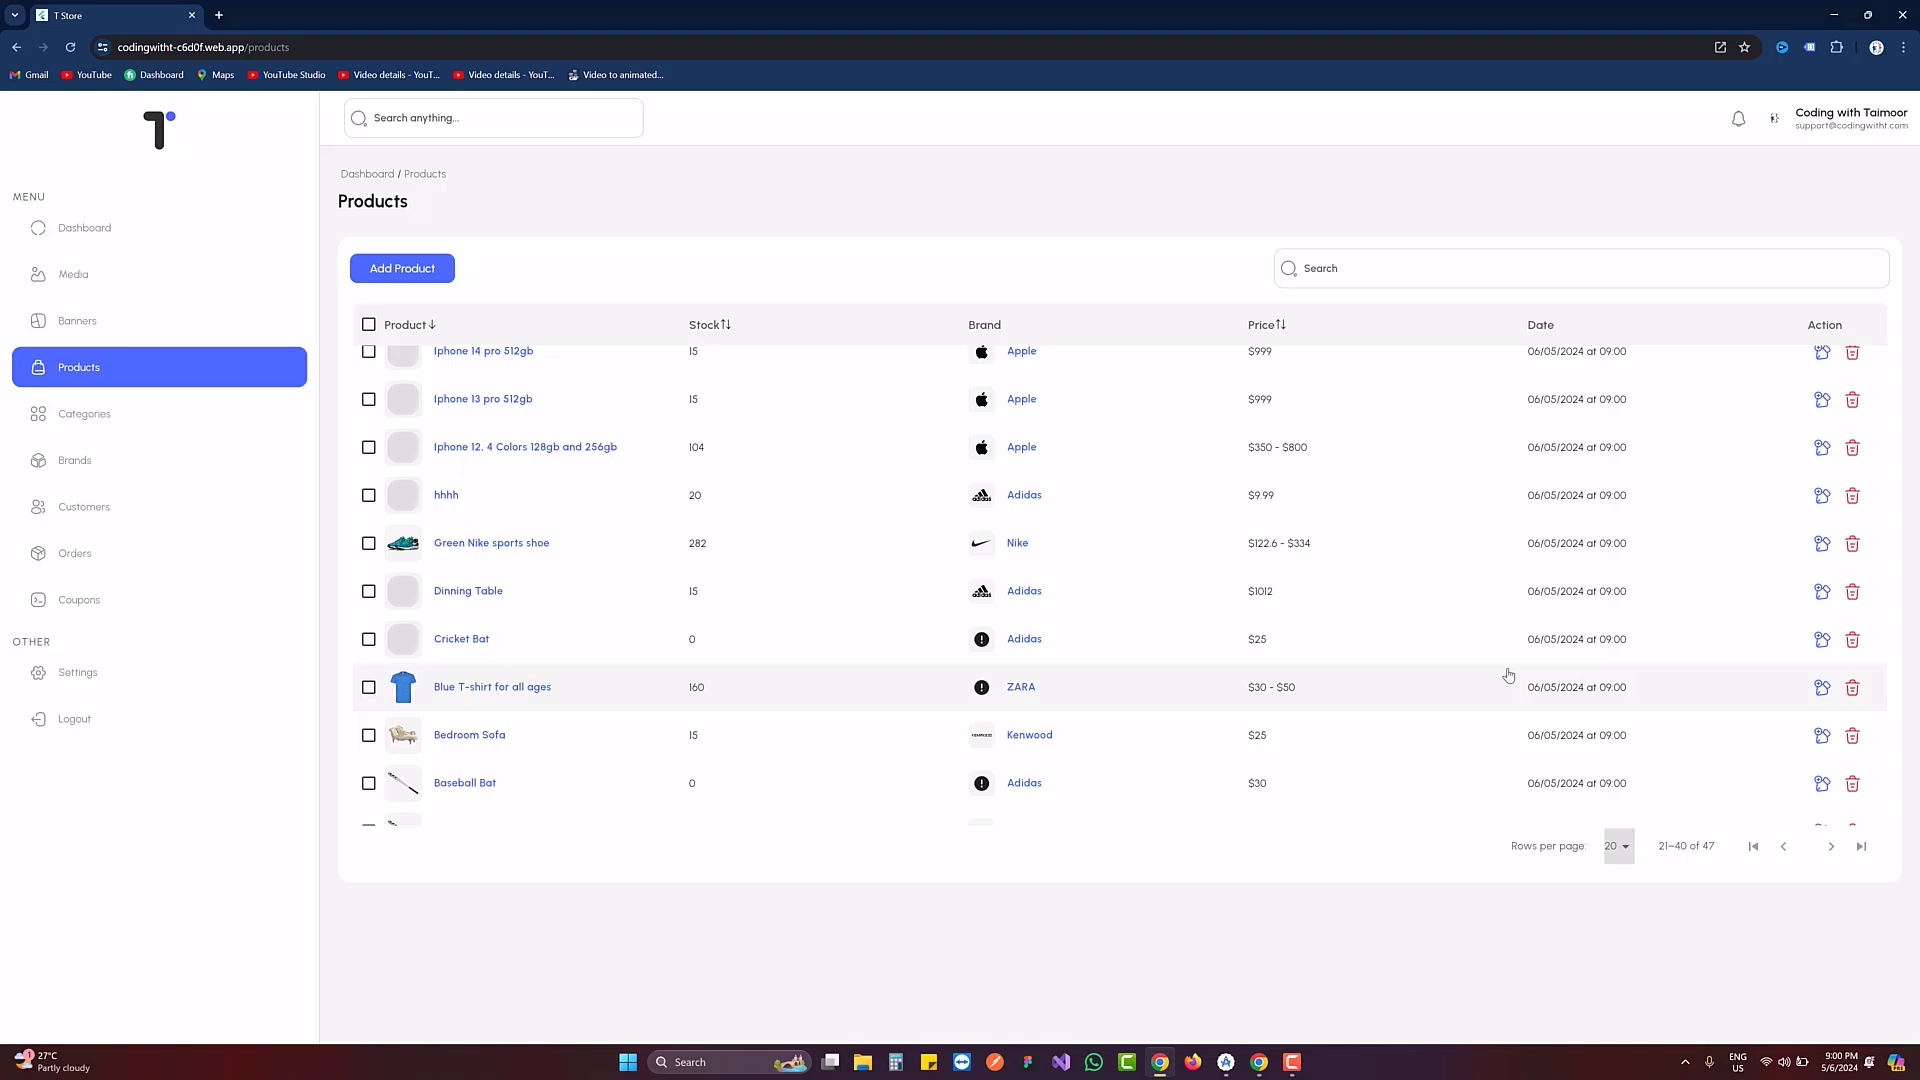 T Store
codingwitht-c6d0f.web.app/products
Gmail YouTube Dashboard Maps YouTube Studio Video details - YouT... Video details - YouT... Video to animated...
Search anything...
Coding with Taimoor
support@codingwitht.com
Dashboard / Products
Products
MENU
Dashboard
Media
Banners
Products
Categories
Brands
Customers
Orders
Coupons
OTHER
Settings
Logout
Add Product
Search
Product Stock Brand Price Date Action
Iphone 14 pro 512gb 15 Apple $999 06/05/2024 at 09:00
Iphone 13 pro 512gb 15 Apple $999 06/05/2024 at 09:00
Iphone 12, 4 Colors 128gb and 256gb 104 Apple $350 - $800 06/05/2024 at 09:00
hhhh 20 Adidas $9.99 06/05/2024 at 09:00
Green Nike sports shoe 282 Nike $122.6 - $334 06/05/2024 at 09:00
Dinning Table 15 Adidas $1012 06/05/2024 at 09:00
Cricket Bat 0 Adidas $25 06/05/2024 at 09:00
Blue T-shirt for all ages 160 ZARA $30 - $50 06/05/2024 at 09:00
Bedroom Sofa 15 KENWOOD Kenwood $25 06/05/2024 at 09:00
Baseball Bat 0 Adidas $30 06/05/2024 at 09:00
Rows per page: 20 21–40 of 47
1
27°C
Partly cloudy
Search
ENG
US
9:00 PM
5/6/2024